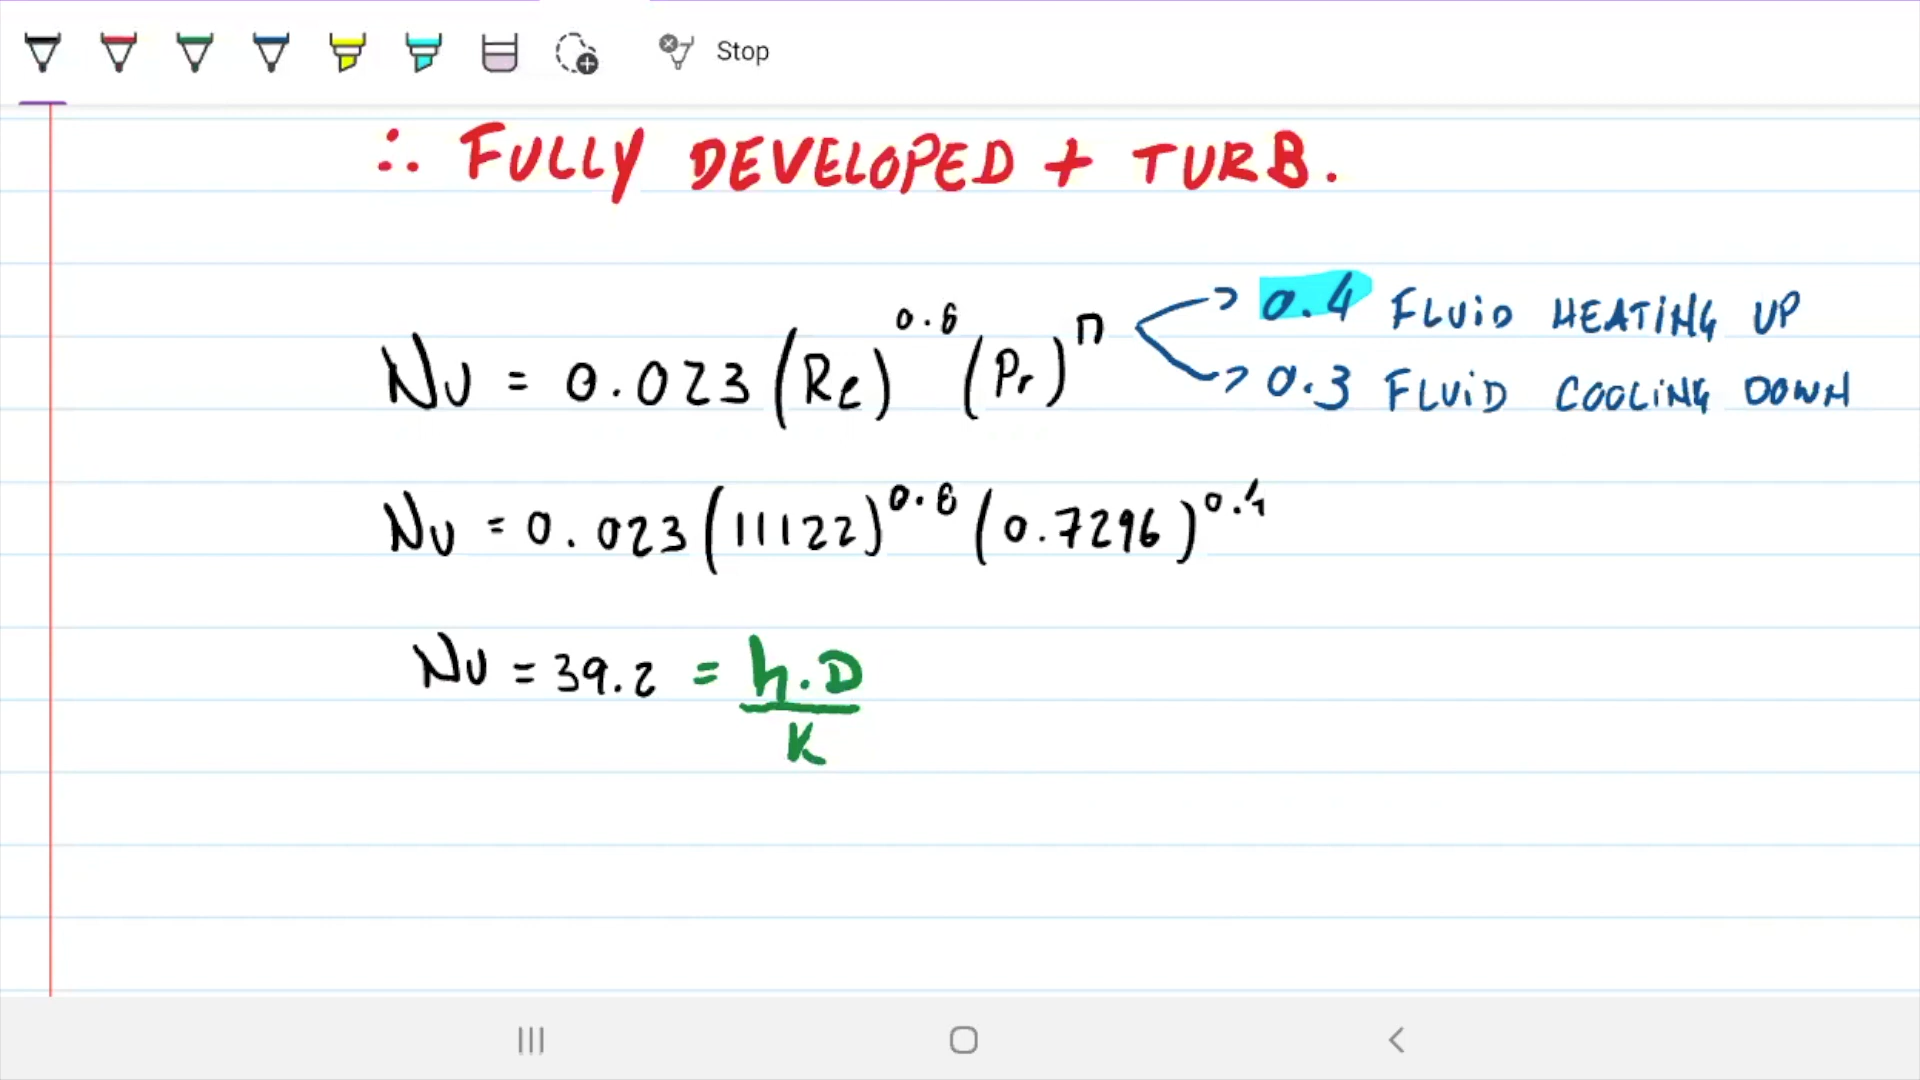 Stop
∴ FULLY DEVELOPED + TURB.
Nu = 0.023 (Re)^0.8 (Pr)^n → 0.4 FLUID HEATING UP
→ 0.3 FLUID COOLING DOWN
Nu = 0.023 (11122)^0.8 (0.7296)^0.4
Nu = 39.2 = h.D / K